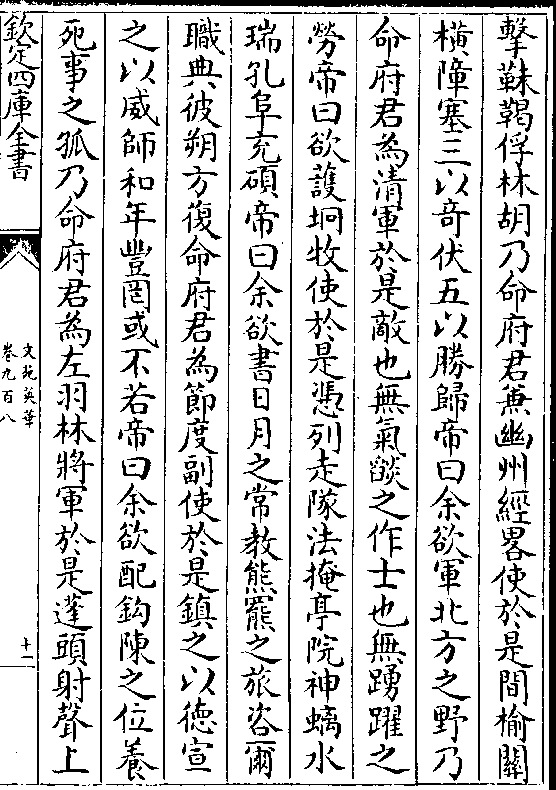 擊靺鞨俘林胡乃命府君兼幽州經畧使於是間榆關
橫障塞三以奇伏五以勝歸帝曰余欲軍北方之野乃
命府君為清軍於是敵也無氣燄之作士也無踴躍之
勞帝曰欲護坰牧使於是憑列走隊法掩亭院神螭水
瑞孔阜充碩帝曰余欲書日月之常教熊羆之旅咨爾
職典彼朔方復命府君為節度副使於是鎮之以德宣
之以威師和年豐罔或不若帝曰余欲配鈎陳之位養
死事之孤乃命府君為左羽林將軍於是蓬頭射聲上
欽定四庫全書
文苑英華
卷九百八
十一